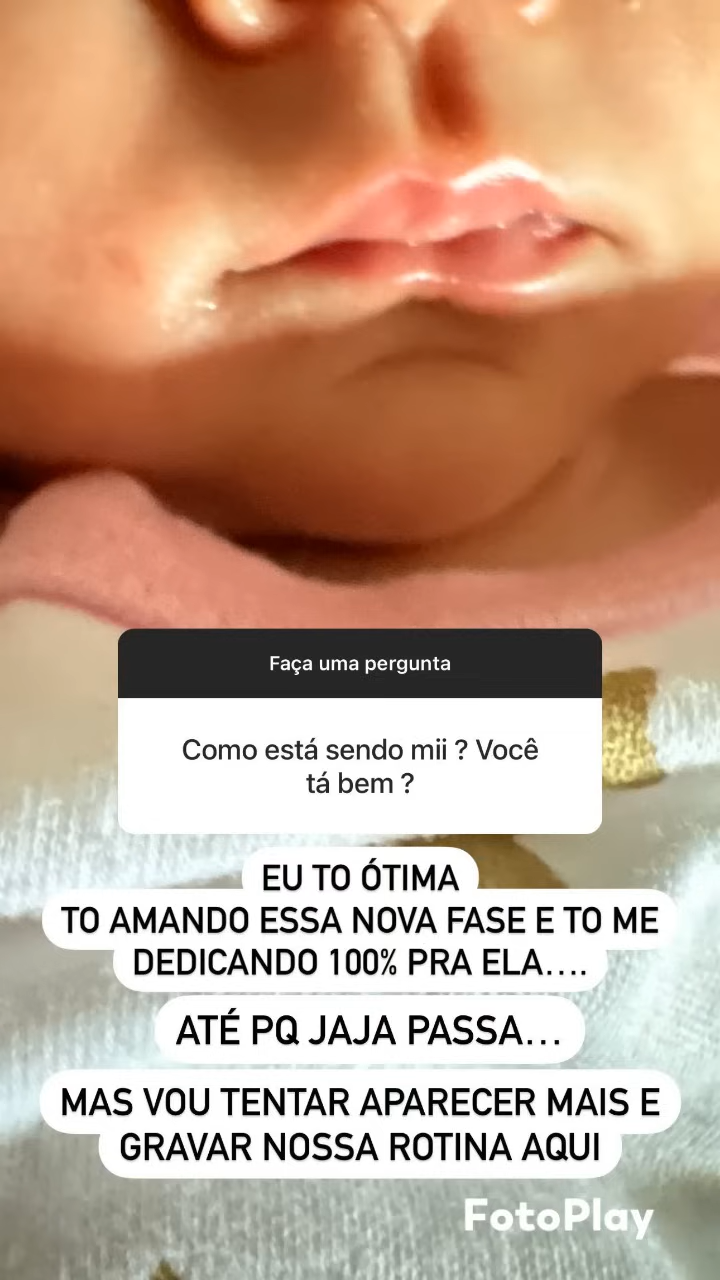 Faça uma pergunta
Como está sendo mii ? Você
tá bem ?
EU TO ÓTIMA
TO AMANDO ESSA NOVA FASE E TO ME
DEDICANDO 100% PRA ELA....
ATÉ PQ JAJA PASSA...
MAS VOU TENTAR APARECER MAIS E
GRAVAR NOSSA ROTINA AQUI
FotoPlay